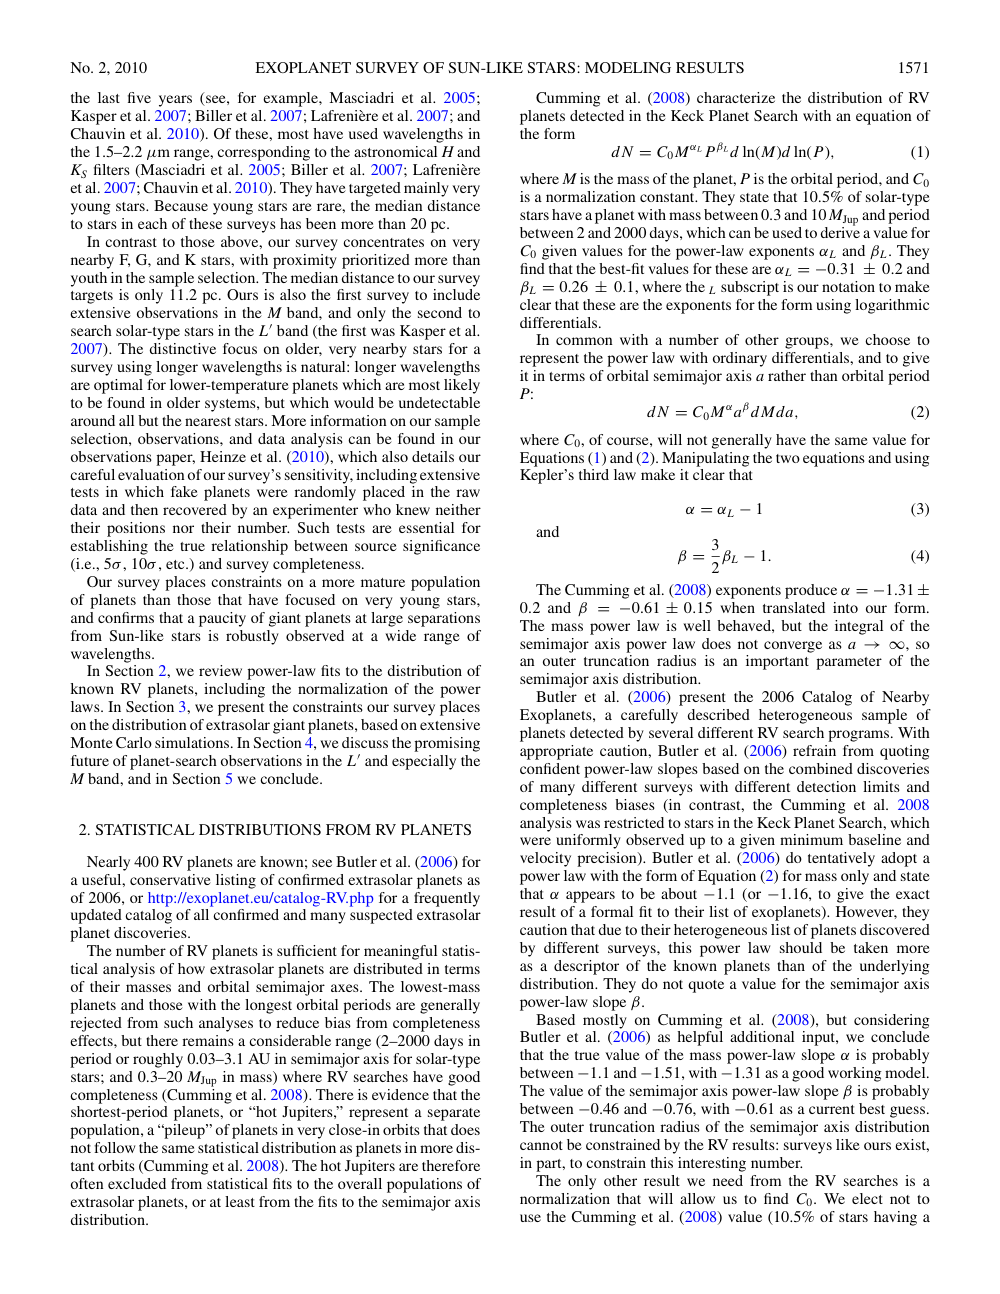 No. 2, 2010 EXOPLANET SURVEY OF SUN-LIKE STARS: MODELING RESULTS 1571
the last five years (see, for example, Masciadri et al. 2005;
Kasper et al. 2007; Biller et al. 2007; Lafrenière et al. 2007; and
Chauvin et al. 2010). Of these, most have used wavelengths in
the 1.5–2.2 μm range, corresponding to the astronomical H and
KS filters (Masciadri et al. 2005; Biller et al. 2007; Lafrenière
et al. 2007; Chauvin et al. 2010). They have targeted mainly very
young stars. Because young stars are rare, the median distance
to stars in each of these surveys has been more than 20 pc.
In contrast to those above, our survey concentrates on very
nearby F, G, and K stars, with proximity prioritized more than
youth in the sample selection. The median distance to our survey
targets is only 11.2 pc. Ours is also the first survey to include
extensive observations in the M band, and only the second to
search solar-type stars in the L′ band (the first was Kasper et al.
2007). The distinctive focus on older, very nearby stars for a
survey using longer wavelengths is natural: longer wavelengths
are optimal for lower-temperature planets which are most likely
to be found in older systems, but which would be undetectable
around all but the nearest stars. More information on our sample
selection, observations, and data analysis can be found in our
observations paper, Heinze et al. (2010), which also details our
careful evaluation of our survey's sensitivity, including extensive
tests in which fake planets were randomly placed in the raw
data and then recovered by an experimenter who knew neither
their positions nor their number. Such tests are essential for
establishing the true relationship between source significance
(i.e., 5σ, 10σ, etc.) and survey completeness.
Our survey places constraints on a more mature population
of planets than those that have focused on very young stars,
and confirms that a paucity of giant planets at large separations
from Sun-like stars is robustly observed at a wide range of
wavelengths.
In Section 2, we review power-law fits to the distribution of
known RV planets, including the normalization of the power
laws. In Section 3, we present the constraints our survey places
on the distribution of extrasolar giant planets, based on extensive
Monte Carlo simulations. In Section 4, we discuss the promising
future of planet-search observations in the L′ and especially the
M band, and in Section 5 we conclude.
2. STATISTICAL DISTRIBUTIONS FROM RV PLANETS
Nearly 400 RV planets are known; see Butler et al. (2006) for
a useful, conservative listing of confirmed extrasolar planets as
of 2006, or http://exoplanet.eu/catalog-RV.php for a frequently
updated catalog of all confirmed and many suspected extrasolar
planet discoveries.
The number of RV planets is sufficient for meaningful statis-
tical analysis of how extrasolar planets are distributed in terms
of their masses and orbital semimajor axes. The lowest-mass
planets and those with the longest orbital periods are generally
rejected from such analyses to reduce bias from completeness
effects, but there remains a considerable range (2–2000 days in
period or roughly 0.03–3.1 AU in semimajor axis for solar-type
stars; and 0.3–20 MJup in mass) where RV searches have good
completeness (Cumming et al. 2008). There is evidence that the
shortest-period planets, or "hot Jupiters," represent a separate
population, a "pileup" of planets in very close-in orbits that does
not follow the same statistical distribution as planets in more dis-
tant orbits (Cumming et al. 2008). The hot Jupiters are therefore
often excluded from statistical fits to the overall populations of
extrasolar planets, or at least from the fits to the semimajor axis
distribution.
Cumming et al. (2008) characterize the distribution of RV
planets detected in the Keck Planet Search with an equation of
the form
dN = C0M^αL P^βL d ln(M)d ln(P), (1)
where M is the mass of the planet, P is the orbital period, and C0
is a normalization constant. They state that 10.5% of solar-type
stars have a planet with mass between 0.3 and 10 MJup and period
between 2 and 2000 days, which can be used to derive a value for
C0 given values for the power-law exponents αL and βL. They
find that the best-fit values for these are αL = −0.31 ± 0.2 and
βL = 0.26 ± 0.1, where the L subscript is our notation to make
clear that these are the exponents for the form using logarithmic
differentials.
In common with a number of other groups, we choose to
represent the power law with ordinary differentials, and to give
it in terms of orbital semimajor axis a rather than orbital period
P:
dN = C0M^α a^β dMda, (2)
where C0, of course, will not generally have the same value for
Equations (1) and (2). Manipulating the two equations and using
Kepler's third law make it clear that
α = αL − 1 (3)
and
β = 3/2 βL − 1. (4)
The Cumming et al. (2008) exponents produce α = −1.31 ±
0.2 and β = −0.61 ± 0.15 when translated into our form.
The mass power law is well behaved, but the integral of the
semimajor axis power law does not converge as a → ∞, so
an outer truncation radius is an important parameter of the
semimajor axis distribution.
Butler et al. (2006) present the 2006 Catalog of Nearby
Exoplanets, a carefully described heterogeneous sample of
planets detected by several different RV search programs. With
appropriate caution, Butler et al. (2006) refrain from quoting
confident power-law slopes based on the combined discoveries
of many different surveys with different detection limits and
completeness biases (in contrast, the Cumming et al. 2008
analysis was restricted to stars in the Keck Planet Search, which
were uniformly observed up to a given minimum baseline and
velocity precision). Butler et al. (2006) do tentatively adopt a
power law with the form of Equation (2) for mass only and state
that α appears to be about −1.1 (or −1.16, to give the exact
result of a formal fit to their list of exoplanets). However, they
caution that due to their heterogeneous list of planets discovered
by different surveys, this power law should be taken more
as a descriptor of the known planets than of the underlying
distribution. They do not quote a value for the semimajor axis
power-law slope β.
Based mostly on Cumming et al. (2008), but considering
Butler et al. (2006) as helpful additional input, we conclude
that the true value of the mass power-law slope α is probably
between −1.1 and −1.51, with −1.31 as a good working model.
The value of the semimajor axis power-law slope β is probably
between −0.46 and −0.76, with −0.61 as a current best guess.
The outer truncation radius of the semimajor axis distribution
cannot be constrained by the RV results: surveys like ours exist,
in part, to constrain this interesting number.
The only other result we need from the RV searches is a
normalization that will allow us to find C0. We elect not to
use the Cumming et al. (2008) value (10.5% of stars having a